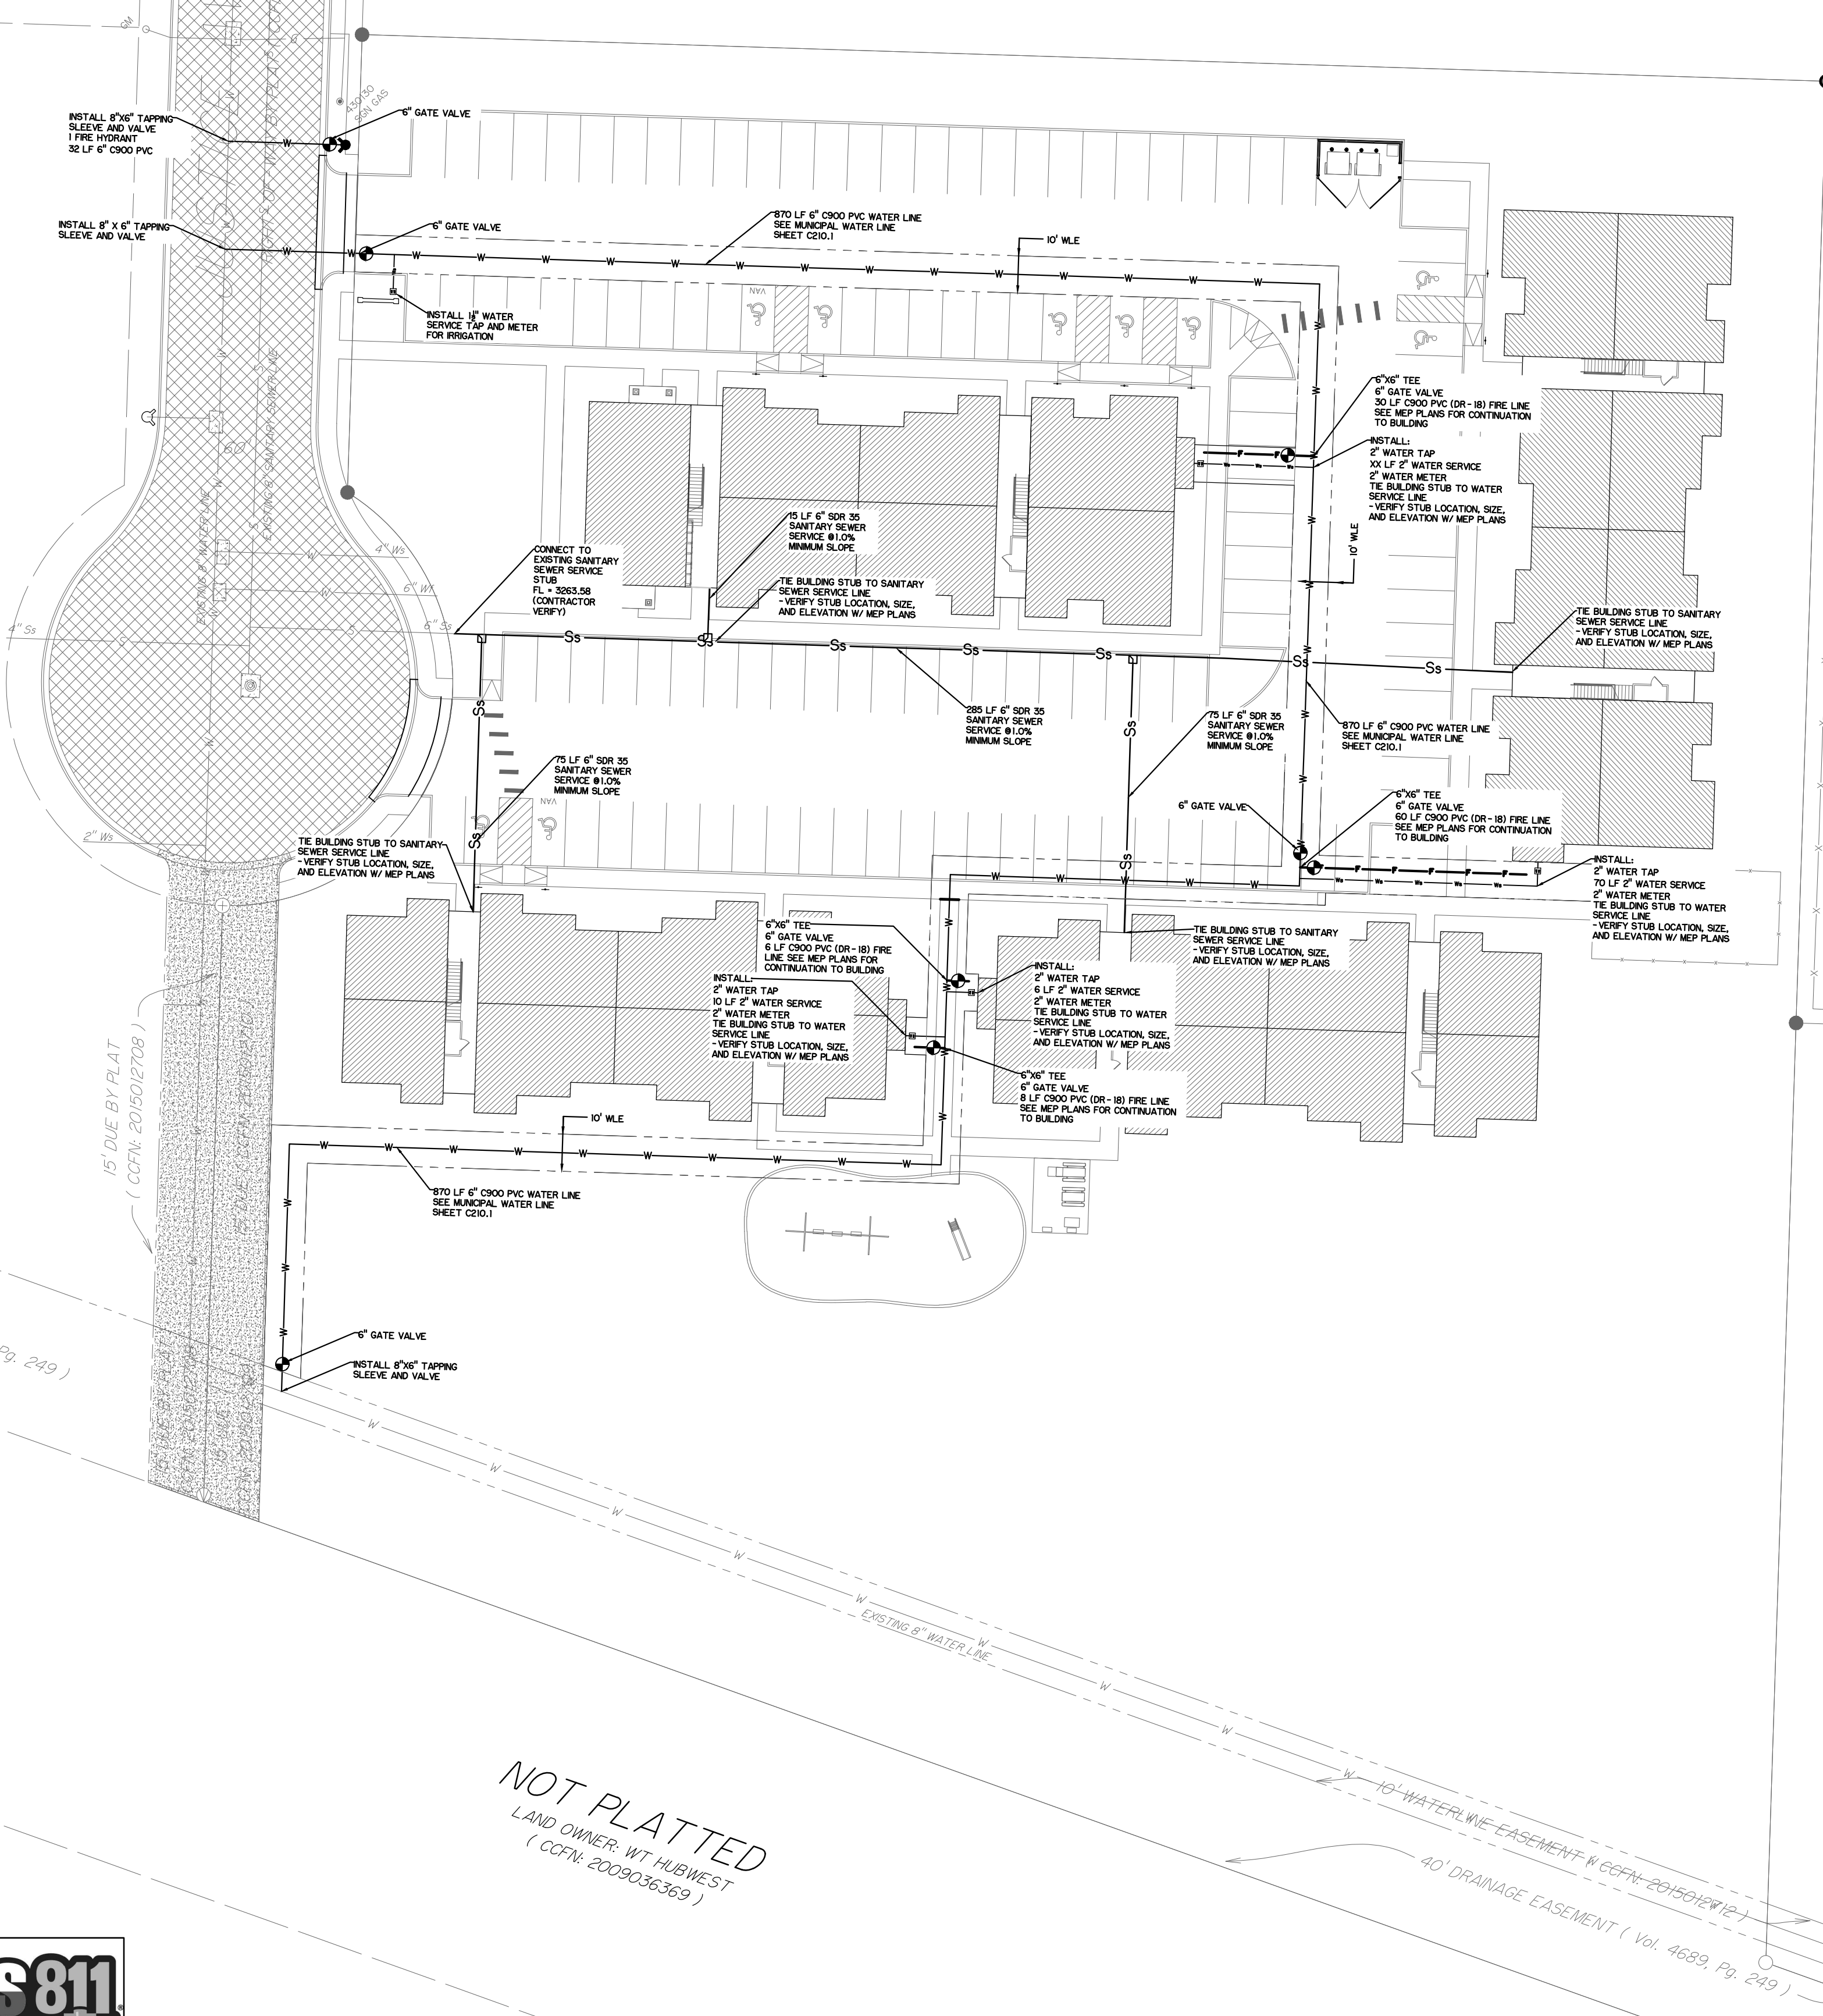 GM
G
430130
SGN GAS
INSTALL 8"X6" TAPPING
SLEEVE AND VALVE
1 FIRE HYDRANT
32 LF 6" C900 PVC
6" GATE VALVE
INSTALL 8" X 6" TAPPING
SLEEVE AND VALVE
6" GATE VALVE
870 LF 6" C900 PVC WATER LINE
SEE MUNICIPAL WATER LINE
SHEET C210.1
10' WLE
INSTALL 1½" WATER
SERVICE TAP AND METER
FOR IRRIGATION
VAN
6"X6" TEE
6" GATE VALVE
30 LF C900 PVC (DR-18) FIRE LINE
SEE MEP PLANS FOR CONTINUATION
TO BUILDING
INSTALL:
2" WATER TAP
XX LF 2" WATER SERVICE
2" WATER METER
TIE BUILDING STUB TO WATER
SERVICE LINE
-VERIFY STUB LOCATION, SIZE,
AND ELEVATION W/ MEP PLANS
10' WLE
60'
EXISTING 8" WATER LINE
EXISTING 8" SANITARY SEWER LINE
15 LF 6" SDR 35
SANITARY SEWER
SERVICE @1.0%
MINIMUM SLOPE
CONNECT TO
EXISTING SANITARY
SEWER SERVICE
STUB
FL = 3263.58
(CONTRACTOR
VERIFY)
TIE BUILDING STUB TO SANITARY
SEWER SERVICE LINE
-VERIFY STUB LOCATION, SIZE,
AND ELEVATION W/ MEP PLANS
TIE BUILDING STUB TO SANITARY
SEWER SERVICE LINE
-VERIFY STUB LOCATION, SIZE,
AND ELEVATION W/ MEP PLANS
4" Ws
6" Wf
6" Ss
4" Ss
285 LF 6" SDR 35
SANITARY SEWER
SERVICE @1.0%
MINIMUM SLOPE
75 LF 6" SDR 35
SANITARY SEWER
SERVICE @1.0%
MINIMUM SLOPE
870 LF 6" C900 PVC WATER LINE
SEE MUNICIPAL WATER LINE
SHEET C210.1
75 LF 6" SDR 35
SANITARY SEWER
SERVICE @1.0%
MINIMUM SLOPE
VAN
2" Ws
6" GATE VALVE
6"X6" TEE
6" GATE VALVE
60 LF C900 PVC (DR-18) FIRE LINE
SEE MEP PLANS FOR CONTINUATION
TO BUILDING
TIE BUILDING STUB TO SANITARY
SEWER SERVICE LINE
-VERIFY STUB LOCATION, SIZE,
AND ELEVATION W/ MEP PLANS
INSTALL:
2" WATER TAP
70 LF 2" WATER SERVICE
2" WATER METER
TIE BUILDING STUB TO WATER
SERVICE LINE
-VERIFY STUB LOCATION, SIZE,
AND ELEVATION W/ MEP PLANS
6"X6" TEE
6" GATE VALVE
6 LF C900 PVC (DR-18) FIRE
LINE SEE MEP PLANS FOR
CONTINUATION TO BUILDING
TIE BUILDING STUB TO SANITARY
SEWER SERVICE LINE
-VERIFY STUB LOCATION, SIZE,
AND ELEVATION W/ MEP PLANS
INSTALL:
2" WATER TAP
10 LF 2" WATER SERVICE
2" WATER METER
TIE BUILDING STUB TO WATER
SERVICE LINE
-VERIFY STUB LOCATION, SIZE,
AND ELEVATION W/ MEP PLANS
INSTALL:
2" WATER TAP
6 LF 2" WATER SERVICE
2" WATER METER
TIE BUILDING STUB TO WATER
SERVICE LINE
-VERIFY STUB LOCATION, SIZE,
AND ELEVATION W/ MEP PLANS
6"X6" TEE
6" GATE VALVE
8 LF C900 PVC (DR-18) FIRE LINE
SEE MEP PLANS FOR CONTINUATION
TO BUILDING
15' DUE BY PLAT
( CCFN: 2015012708 )
10' WLE
870 LF 6" C900 PVC WATER LINE
SEE MUNICIPAL WATER LINE
SHEET C210.1
6" GATE VALVE
INSTALL 8"X6" TAPPING
SLEEVE AND VALVE
Pg. 249 )
EXISTING 8" WATER LINE
NOT PLATTED
LAND OWNER: WT HUBWEST
( CCFN: 2009036369 )
10' WATERLINE EASEMENT ( CCFN: 2015012712 )
40' DRAINAGE EASEMENT ( Vol. 4689, Pg. 249 )
S 811